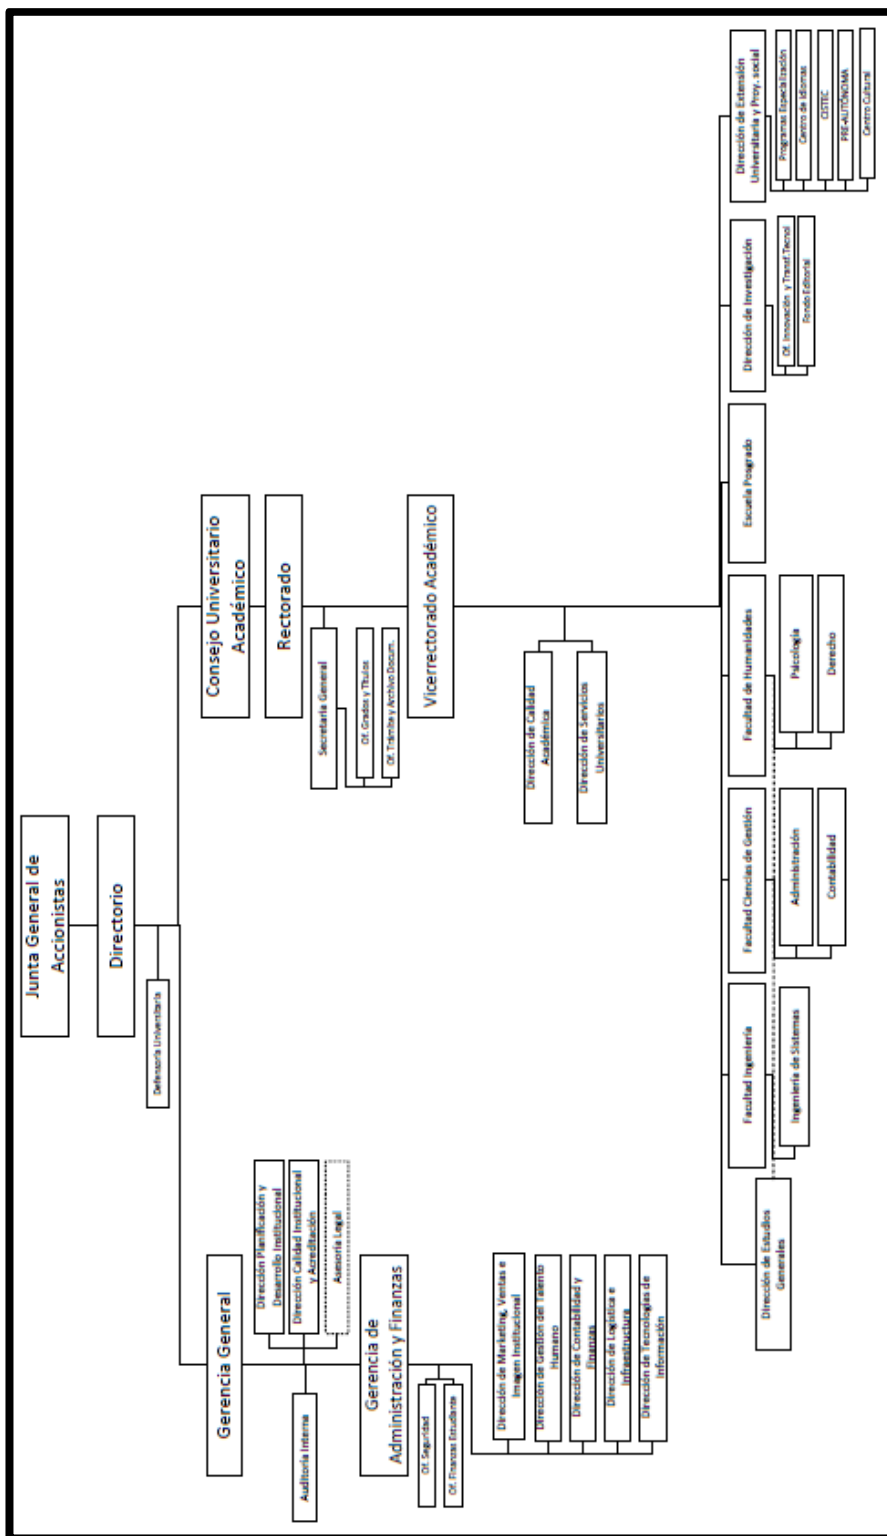 Junta General de
Accionistas
Directorio
Defensoría Universitaria
Gerencia General
Auditoría Interna
Dirección Planificación y
Desarrollo Institucional
Dirección Calidad Institucional
y Acreditación
Asesoría Legal
Gerencia de
Administración y Finanzas
Of. Seguridad
Of. Finanzas Estudiante
Dirección de Marketing, Ventas e
Imagen Institucional
Dirección de Gestión del Talento
Humano
Dirección de Contabilidad y
Finanzas
Dirección de Logística e
Infraestructura
Dirección de Tecnologías de
Información
Consejo Universitario
Académico
Rectorado
Secretaria General
Of. Grados y Títulos
Of. Trámite y Archivo Docum.
Vicerrectorado Académico
Dirección de Calidad
Académica
Dirección de Servicios
Universitarios
Dirección de Estudios
Generales
Facultad Ingeniería
Ingeniería de Sistemas
Facultad Ciencias de Gestión
Administración
Contabilidad
Facultad de Humanidades
Psicología
Derecho
Escuela Posgrado
Dirección de Investigación
Of. Innovación y Transf.Tecnol
Fondo Editorial
Dirección de Extensión
Universitaria y Proy. social
Programas Especialización
Centro de Idiomas
CISTEC
PRE-AUTÓNOMA
Centro Cultural